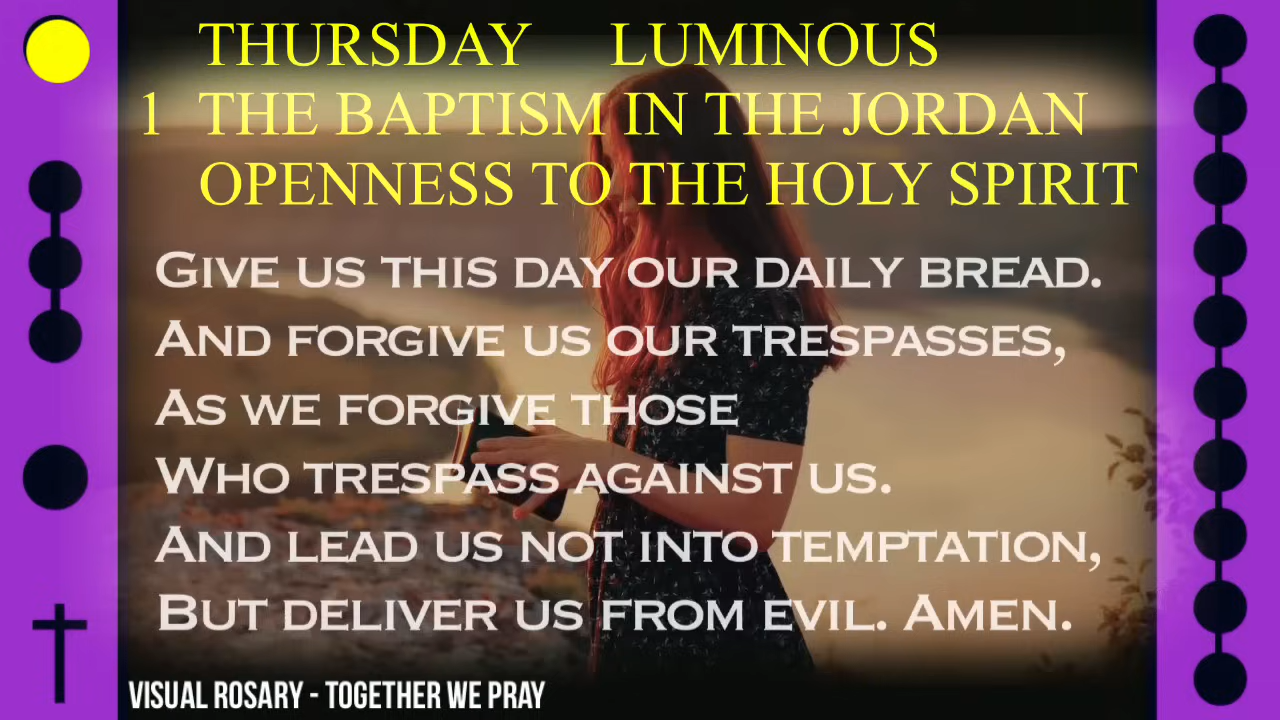 THURSDAY LUMINOUS
1 THE BAPTISM IN THE JORDAN
OPENNESS TO THE HOLY SPIRIT
GIVE US THIS DAY OUR DAILY BREAD.
AND FORGIVE US OUR TRESPASSES,
AS WE FORGIVE THOSE
WHO TRESPASS AGAINST US.
AND LEAD US NOT INTO TEMPTATION,
BUT DELIVER US FROM EVIL. AMEN.
VISUAL ROSARY - TOGETHER WE PRAY